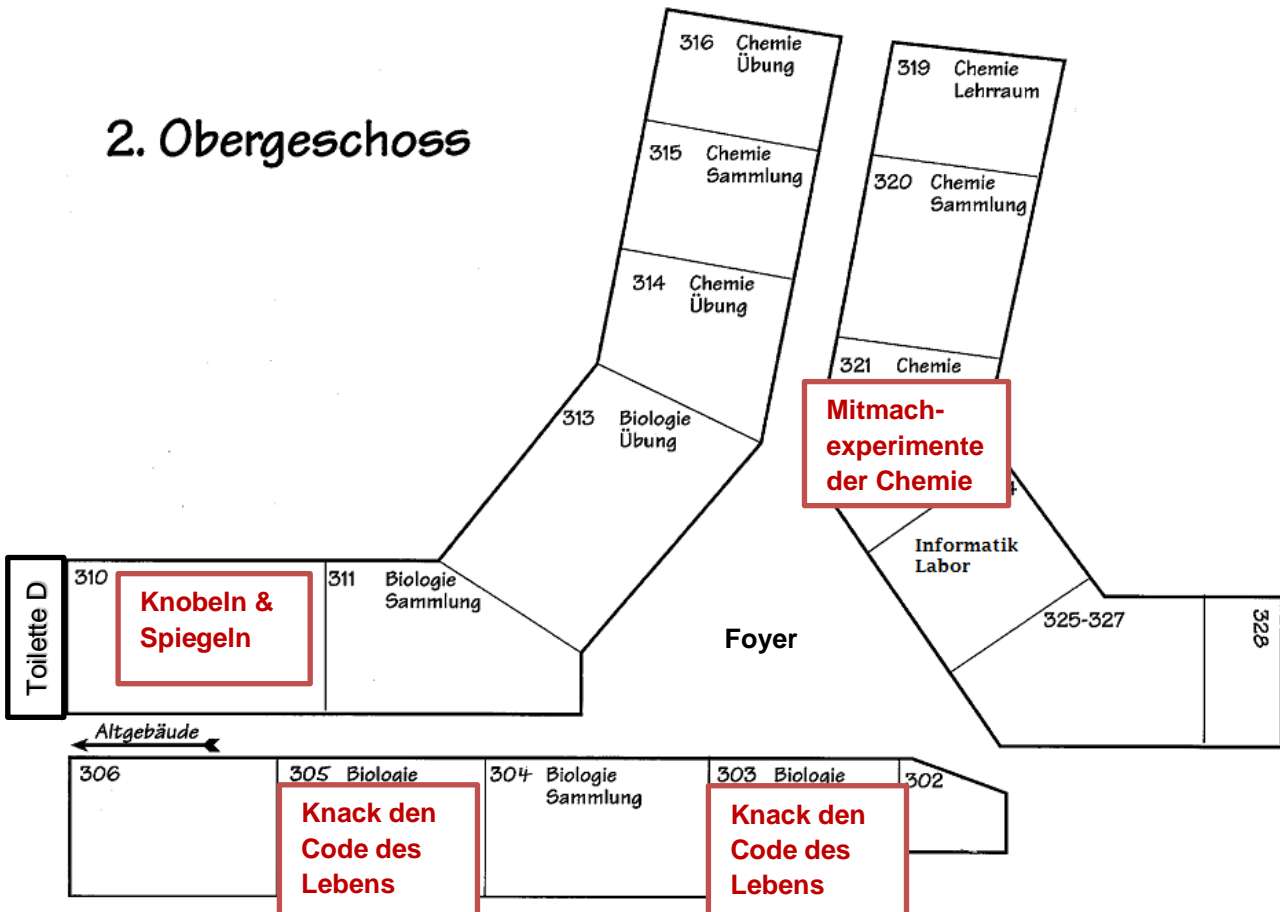 2. Obergeschoss
316 Chemie
Übung
315 Chemie
Sammlung
314 Chemie
Übung
313 Biologie
Übung
319 Chemie
Lehrraum
320 Chemie
Sammlung
321 Chemie
Mitmach-
experimente
der Chemie
Informatik
Labor
325-327
328
Toilette D
310
Knobeln &
Spiegeln
311 Biologie
Sammlung
Foyer
Altgebäude
306
305 Biologie
Knack den
Code des
Lebens
304 Biologie
Sammlung
303 Biologie
Knack den
Code des
Lebens
302